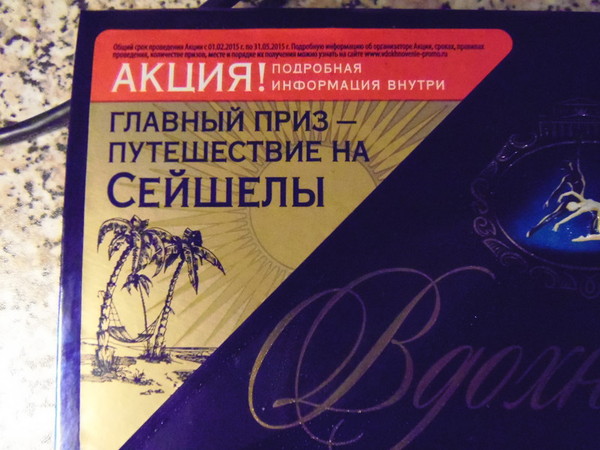 Общий срок проведения Акции с 01.02.2015 г. по 31.05.2015 г. Подробную информацию об организаторе Акции, сроках, правилах
проведения, количестве призов, месте и порядке их получения можно узнать на сайте www.vdokhnovenie-promo.ru
АКЦИЯ! ПОДРОБНАЯ
ИНФОРМАЦИЯ ВНУТРИ
ГЛАВНЫЙ ПРИЗ –
ПУТЕШЕСТВИЕ НА
СЕЙШЕЛЫ
Вдохн